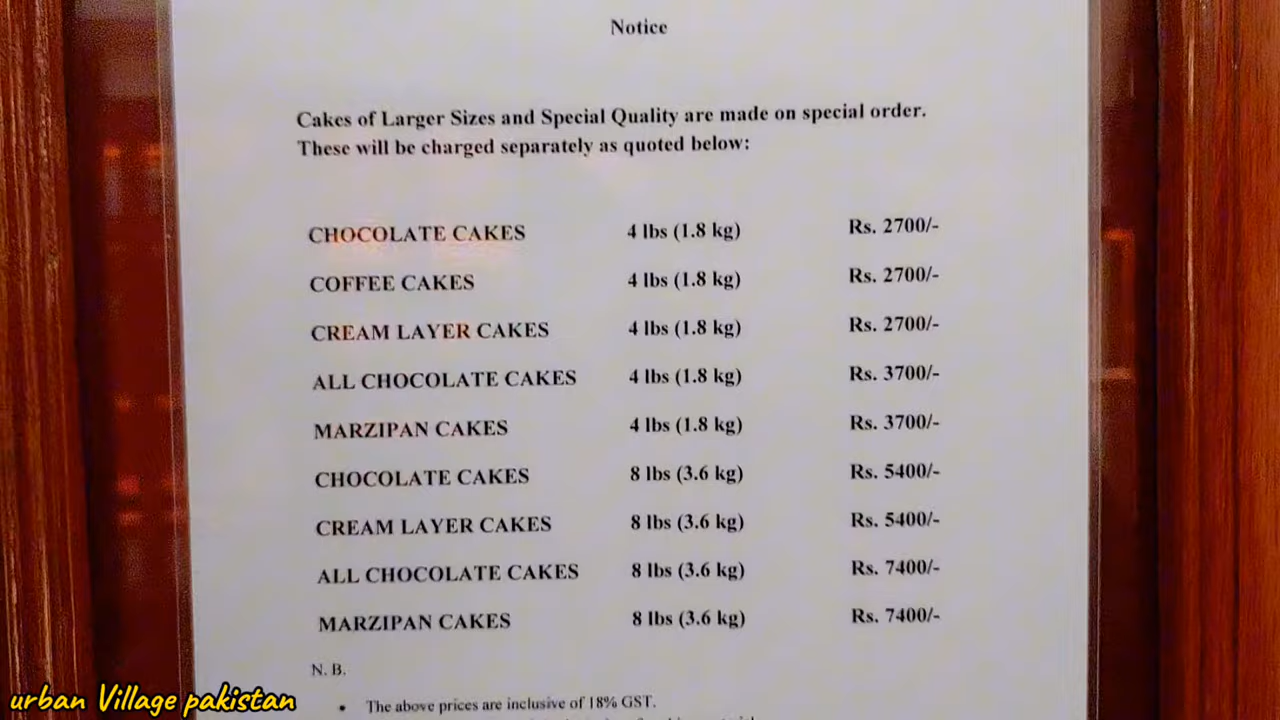 Notice
Cakes of Larger Sizes and Special Quality are made on special order.
These will be charged separately as quoted below:
CHOCOLATE CAKES 4 lbs (1.8 kg) Rs. 2700/-
COFFEE CAKES 4 lbs (1.8 kg) Rs. 2700/-
CREAM LAYER CAKES 4 lbs (1.8 kg) Rs. 2700/-
ALL CHOCOLATE CAKES 4 lbs (1.8 kg) Rs. 3700/-
MARZIPAN CAKES 4 lbs (1.8 kg) Rs. 3700/-
CHOCOLATE CAKES 8 lbs (3.6 kg) Rs. 5400/-
CREAM LAYER CAKES 8 lbs (3.6 kg) Rs. 5400/-
ALL CHOCOLATE CAKES 8 lbs (3.6 kg) Rs. 7400/-
MARZIPAN CAKES 8 lbs (3.6 kg) Rs. 7400/-
N. B.
• The above prices are inclusive of 18% GST.
urban Village pakistan